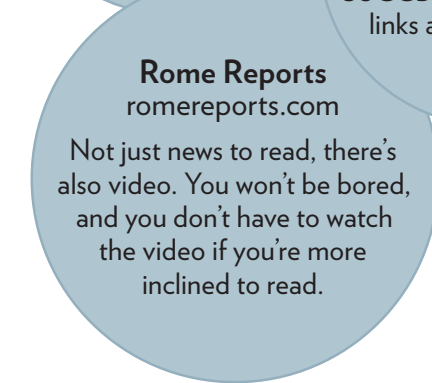 links a
Rome Reports
romereports.com
Not just news to read, there's
also video. You won't be bored,
and you don't have to watch
the video if you're more
inclined to read.